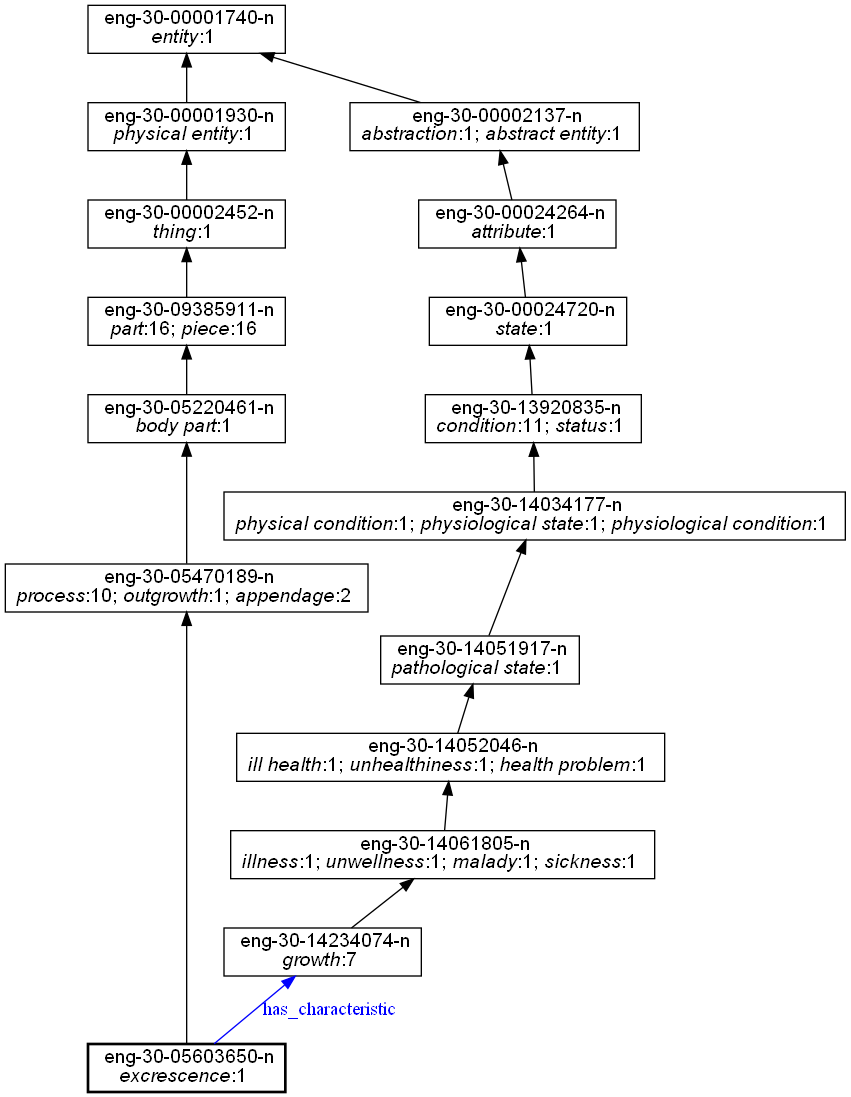 eng-30-00001740-n
entity:1
eng-30-00001930-n
physical entity:1
eng-30-00002137-n
abstraction:1; abstract entity:1
eng-30-00002452-n
thing:1
eng-30-00024264-n
attribute:1
eng-30-09385911-n
part:16; piece:16
eng-30-00024720-n
state:1
eng-30-05220461-n
body part:1
eng-30-13920835-n
condition:11; status:1
eng-30-14034177-n
physical condition:1; physiological state:1; physiological condition:1
eng-30-05470189-n
process:10; outgrowth:1; appendage:2
eng-30-14051917-n
pathological state:1
eng-30-14052046-n
ill health:1; unhealthiness:1; health problem:1
eng-30-14061805-n
illness:1; unwellness:1; malady:1; sickness:1
eng-30-14234074-n
growth:7
has_characteristic
eng-30-05603650-n
excrescence:1